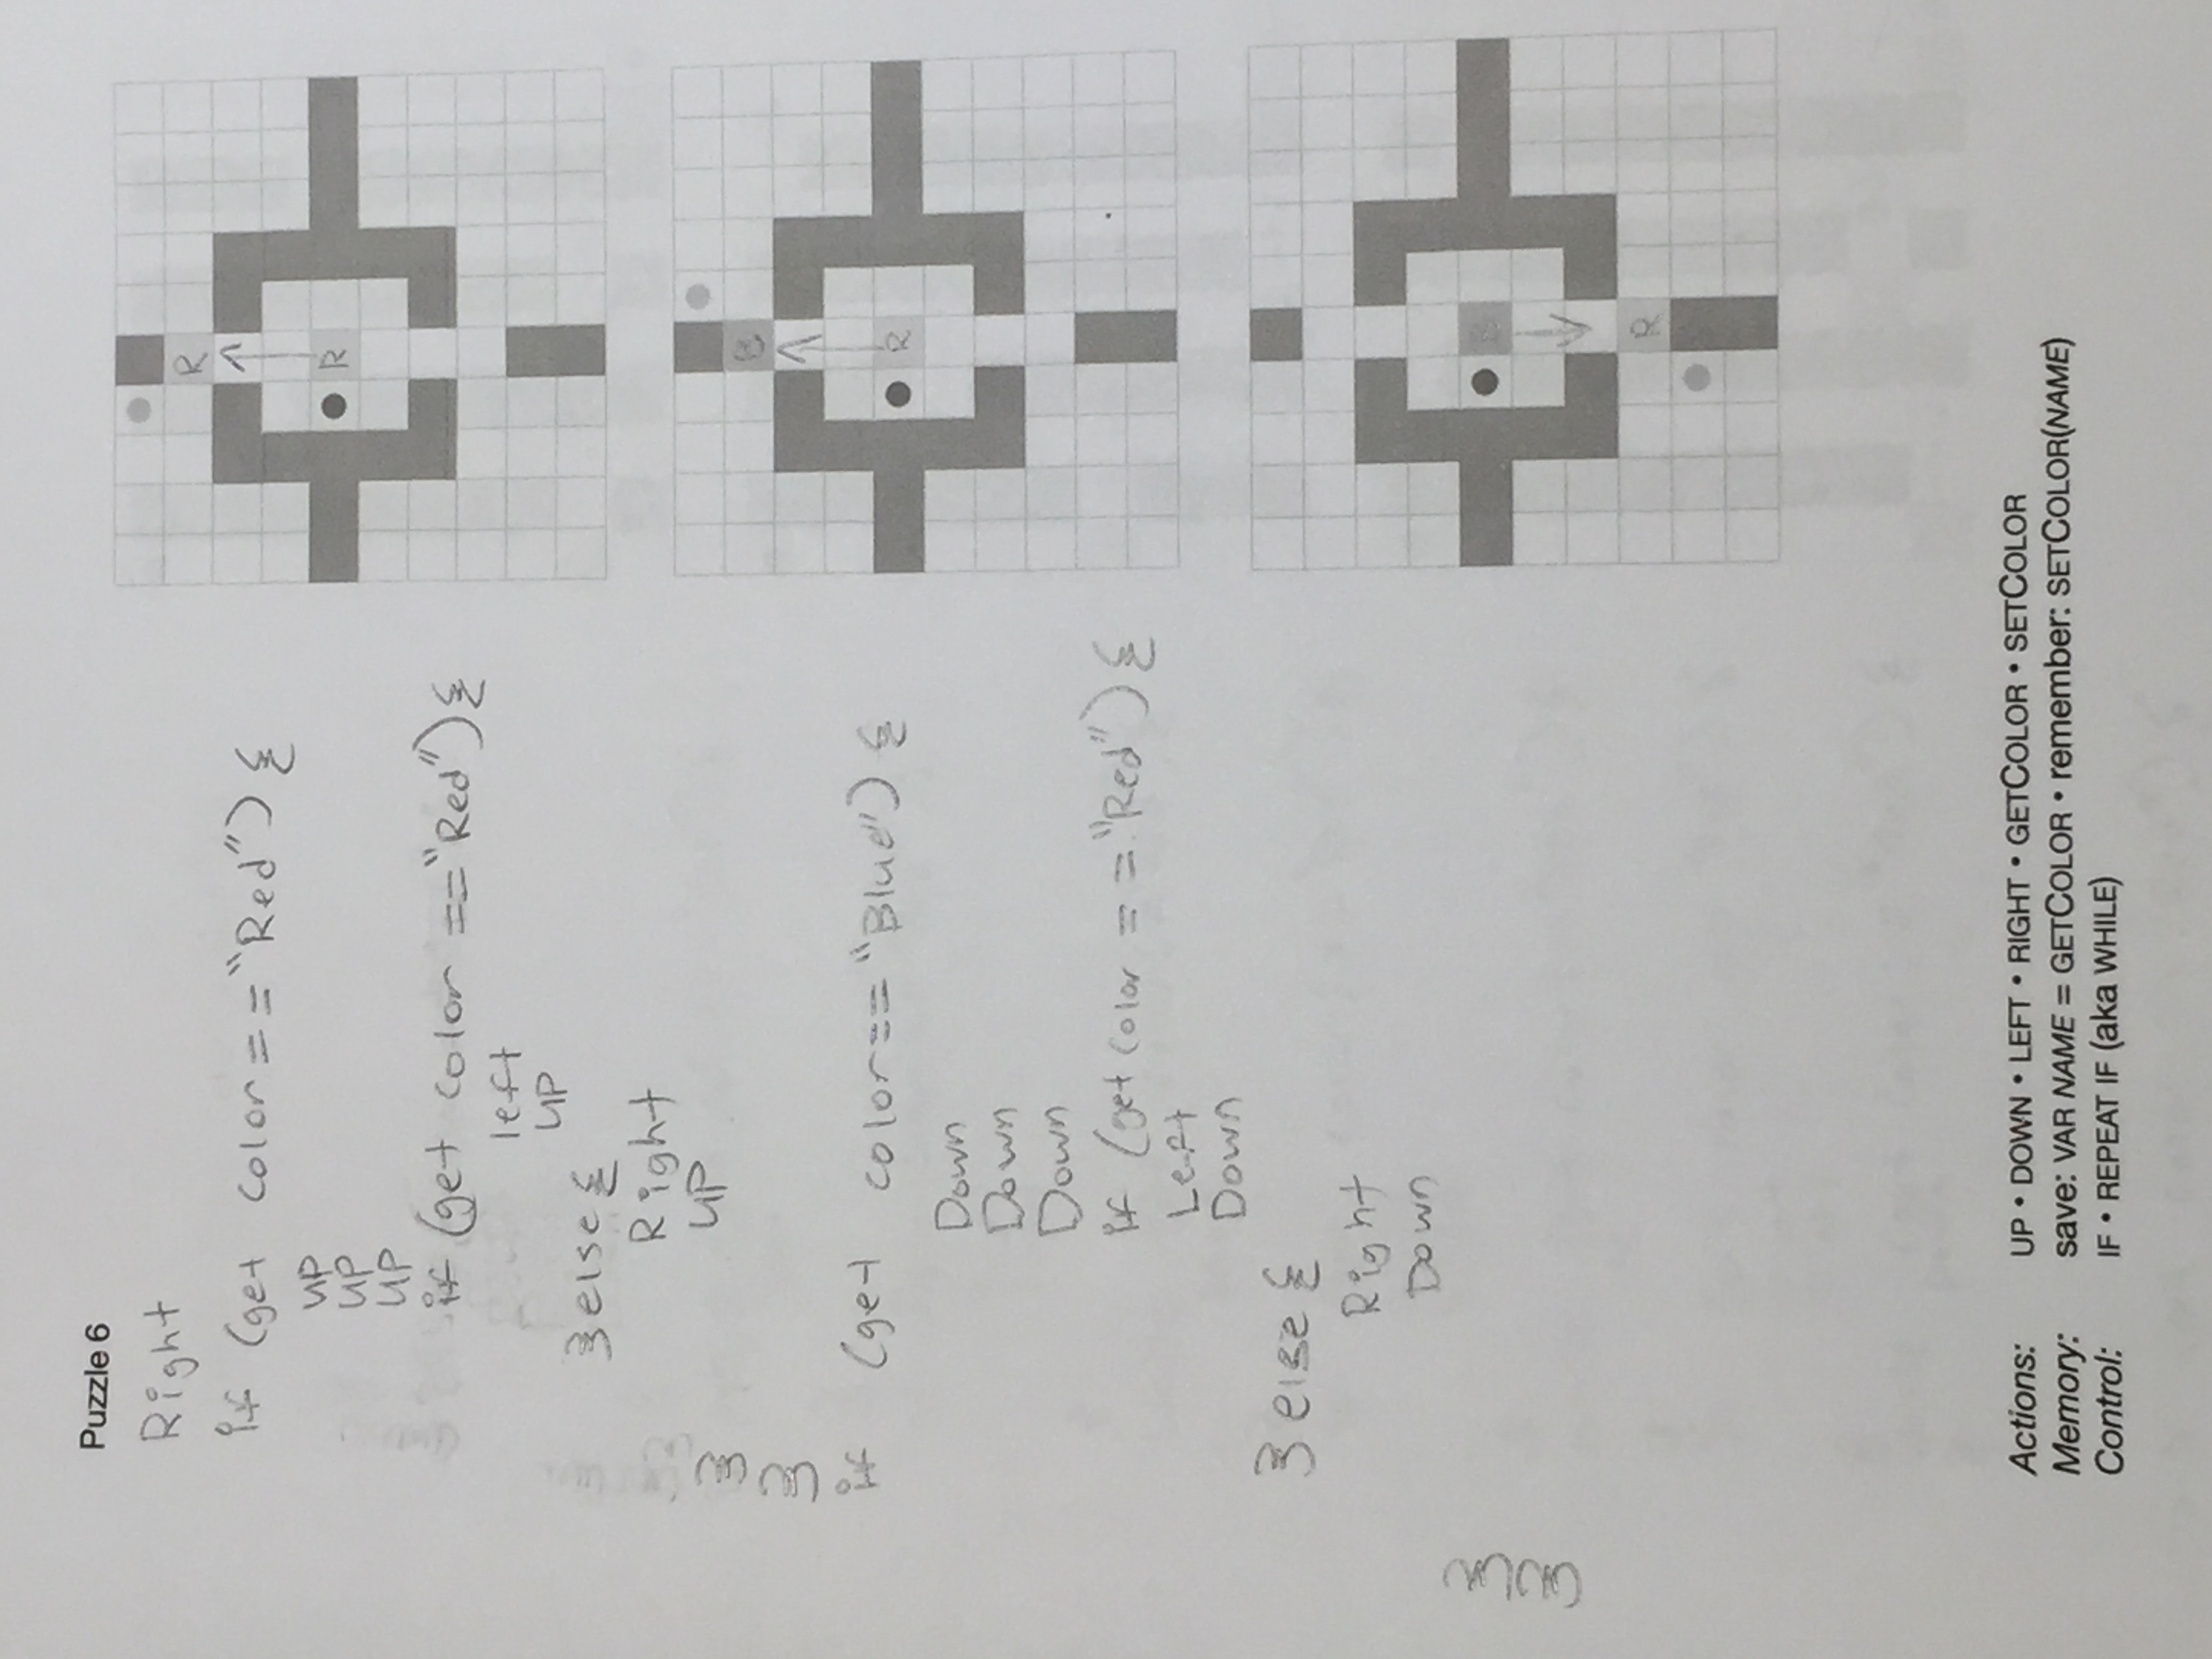 Puzzle 6
Right
if (get color=="Red") {
UP
UP
UP
if (get color =="Red"){
left
UP
} else {
Right
UP
If
(get color== "Blue") {
Down
Down
Down
if (get color == "Red") {
Left
Down
} else {
Right
Down
R
R
B
R
R
Actions: UP • DOWN • LEFT • RIGHT • GETCOLOR • SETCOLOR
Memory: save: VAR NAME = GETCOLOR • remember: SETCOLOR(NAME)
Control: IF • REPEAT IF (aka WHILE)